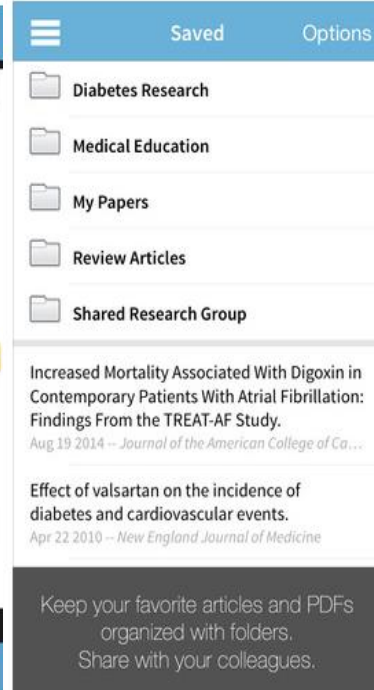 Saved Options
Diabetes Research
Medical Education
My Papers
Review Articles
Shared Research Group
Increased Mortality Associated With Digoxin in
Contemporary Patients With Atrial Fibrillation:
Findings From the TREAT-AF Study.
Aug 19 2014 -- Journal of the American College of Ca...
Effect of valsartan on the incidence of
diabetes and cardiovascular events.
Apr 22 2010 -- New England Journal of Medicine
Keep your favorite articles and PDFs
organized with folders.
Share with your colleagues.